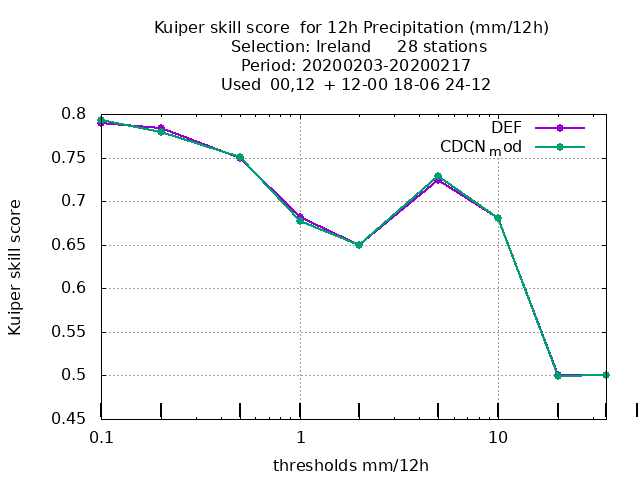 Kuiper skill score for 12h Precipitation (mm/12h)
Selection: Ireland 28 stations
Period: 20200203-20200217
Used 00,12 + 12-00 18-06 24-12
DEF
CDCN_mod
Kuiper skill score
0.8
0.75
0.7
0.65
0.6
0.55
0.5
0.45
0.1 1 10
thresholds mm/12h